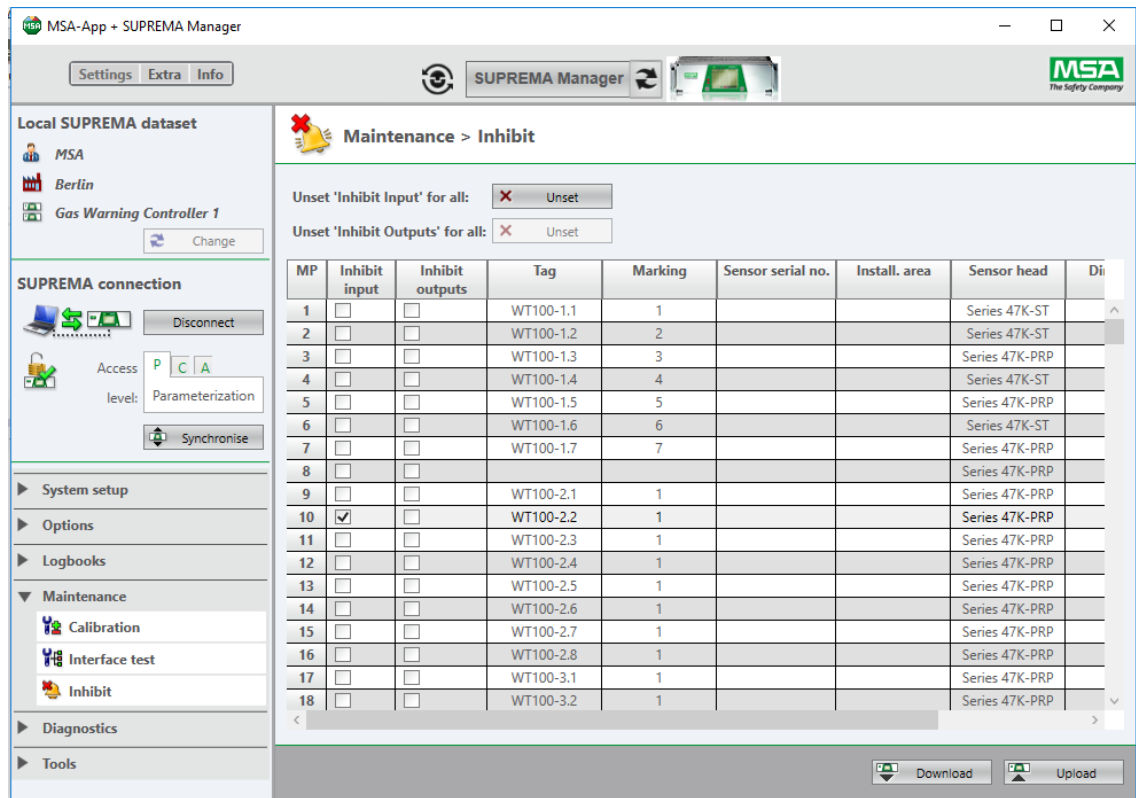 MSA-App + SUPREMA Manager
Settings Extra Info
SUPREMA Manager
MSA
The Safety Company
Local SUPREMA dataset
MSA
Berlin
Gas Warning Controller 1
Change
SUPREMA connection
Disconnect
Access level:
P C A
Parameterization
Synchronise
System setup
Options
Logbooks
Maintenance
Calibration
Interface test
Inhibit
Diagnostics
Tools
Maintenance > Inhibit
Unset 'Inhibit Input' for all: Unset
Unset 'Inhibit Outputs' for all: Unset
MP Inhibit input Inhibit outputs Tag Marking Sensor serial no. Install. area Sensor head Di
1 WT100-1.1 1 Series 47K-ST
2 WT100-1.2 2 Series 47K-ST
3 WT100-1.3 3 Series 47K-PRP
4 WT100-1.4 4 Series 47K-ST
5 WT100-1.5 5 Series 47K-PRP
6 WT100-1.6 6 Series 47K-ST
7 WT100-1.7 7 Series 47K-PRP
8 Series 47K-PRP
9 WT100-2.1 1 Series 47K-PRP
10 WT100-2.2 1 Series 47K-PRP
11 WT100-2.3 1 Series 47K-PRP
12 WT100-2.4 1 Series 47K-PRP
13 WT100-2.5 1 Series 47K-PRP
14 WT100-2.6 1 Series 47K-PRP
15 WT100-2.7 1 Series 47K-PRP
16 WT100-2.8 1 Series 47K-PRP
17 WT100-3.1 1 Series 47K-PRP
18 WT100-3.2 1 Series 47K-PRP
Download
Upload